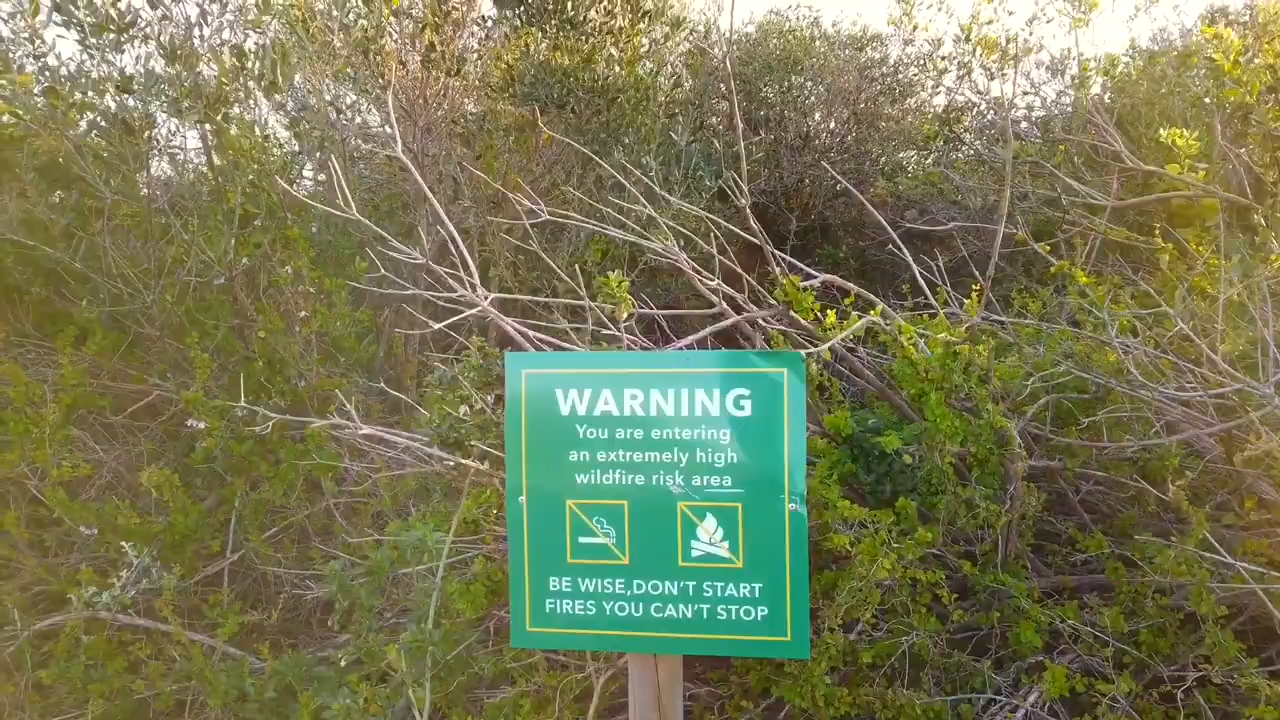 WARNING
You are entering
an extremely high
wildfire risk area
BE WISE,DON'T START
FIRES YOU CAN'T STOP